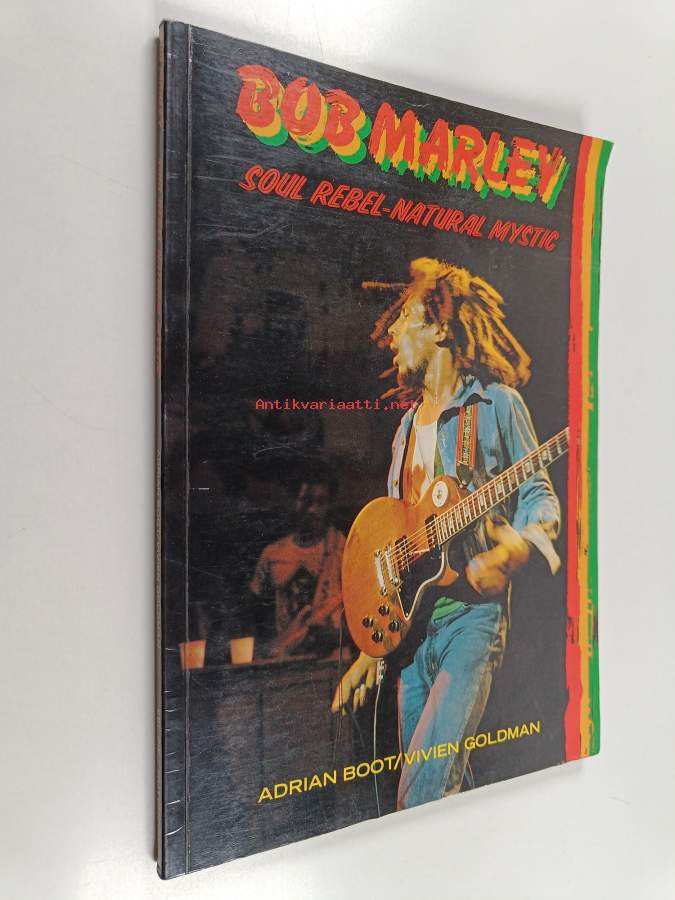 BOB MARLEY
SOUL REBEL-NATURAL MYSTIC
Antikvariaatti.net
ADRIAN BOOT/VIVIEN GOLDMAN